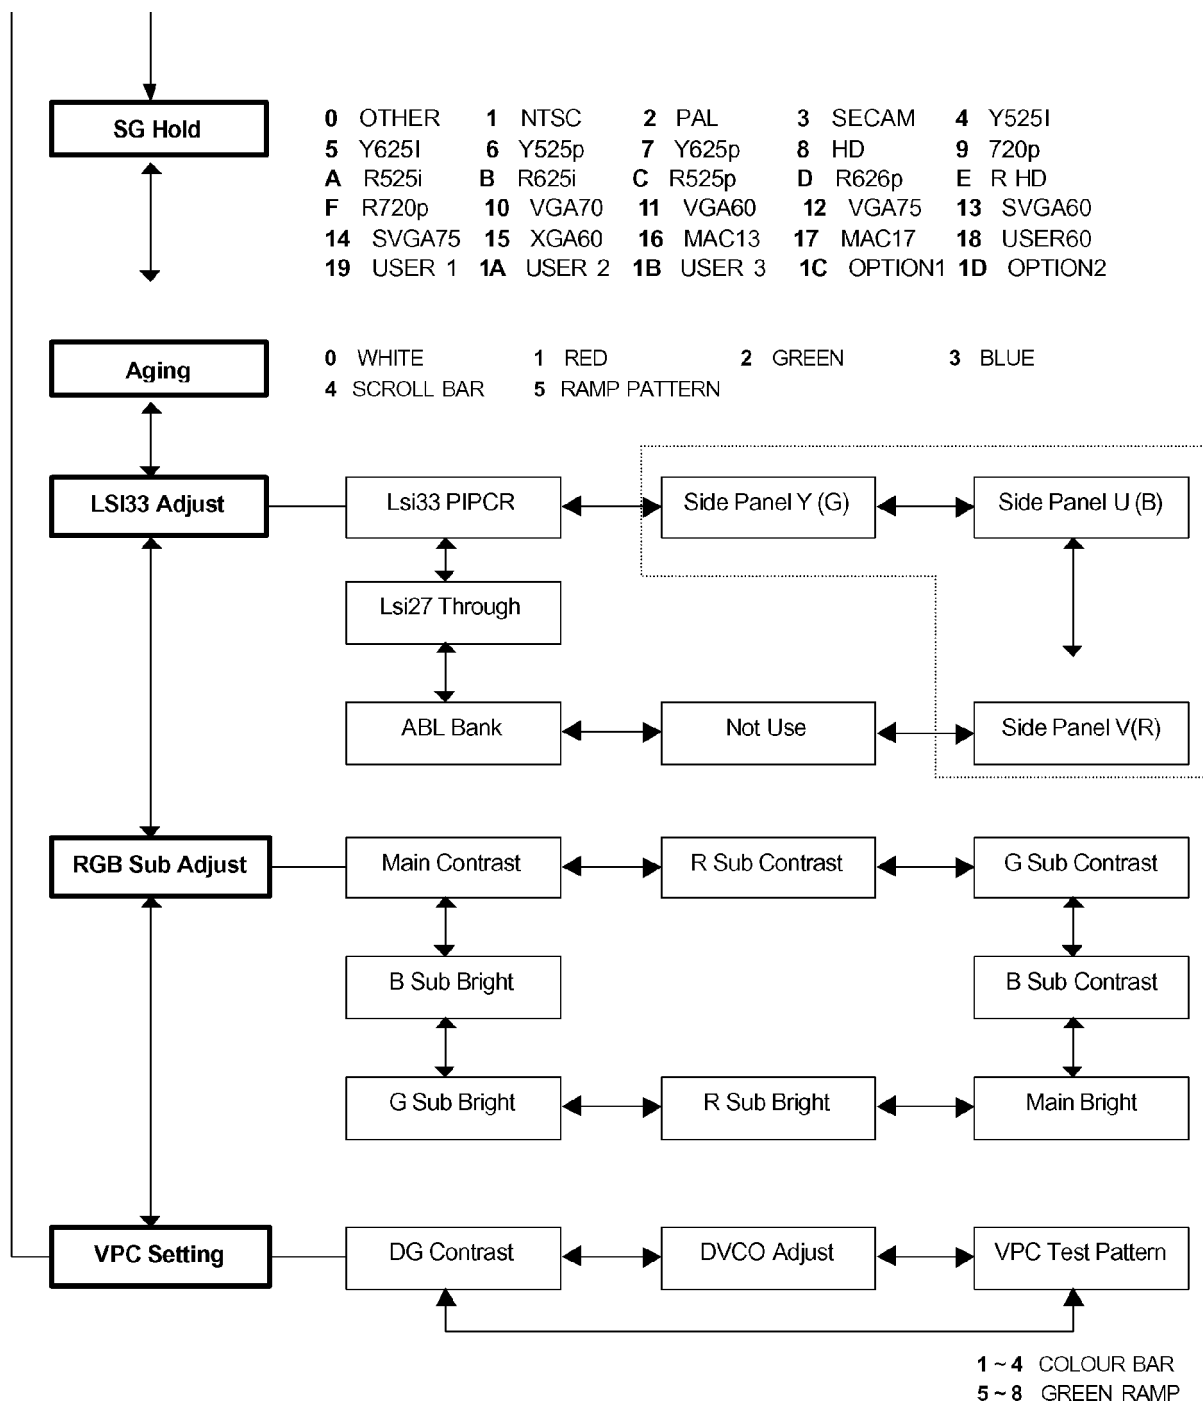 SG Hold
0 OTHER 1 NTSC 2 PAL 3 SECAM 4 Y525I
5 Y625I 6 Y525p 7 Y625p 8 HD 9 720p
A R525i B R625i C R525p D R626p E R HD
F R720p 10 VGA70 11 VGA60 12 VGA75 13 SVGA60
14 SVGA75 15 XGA60 16 MAC13 17 MAC17 18 USER60
19 USER 1 1A USER 2 1B USER 3 1C OPTION1 1D OPTION2
Aging
0 WHITE 1 RED 2 GREEN 3 BLUE
4 SCROLL BAR 5 RAMP PATTERN
LSI33 Adjust
Lsi33 PIPCR
Side Panel Y (G)
Side Panel U (B)
Lsi27 Through
ABL Bank
Not Use
Side Panel V(R)
RGB Sub Adjust
Main Contrast
R Sub Contrast
G Sub Contrast
B Sub Bright
B Sub Contrast
G Sub Bright
R Sub Bright
Main Bright
VPC Setting
DG Contrast
DVCO Adjust
VPC Test Pattern
1 ~ 4 COLOUR BAR
5 ~ 8 GREEN RAMP